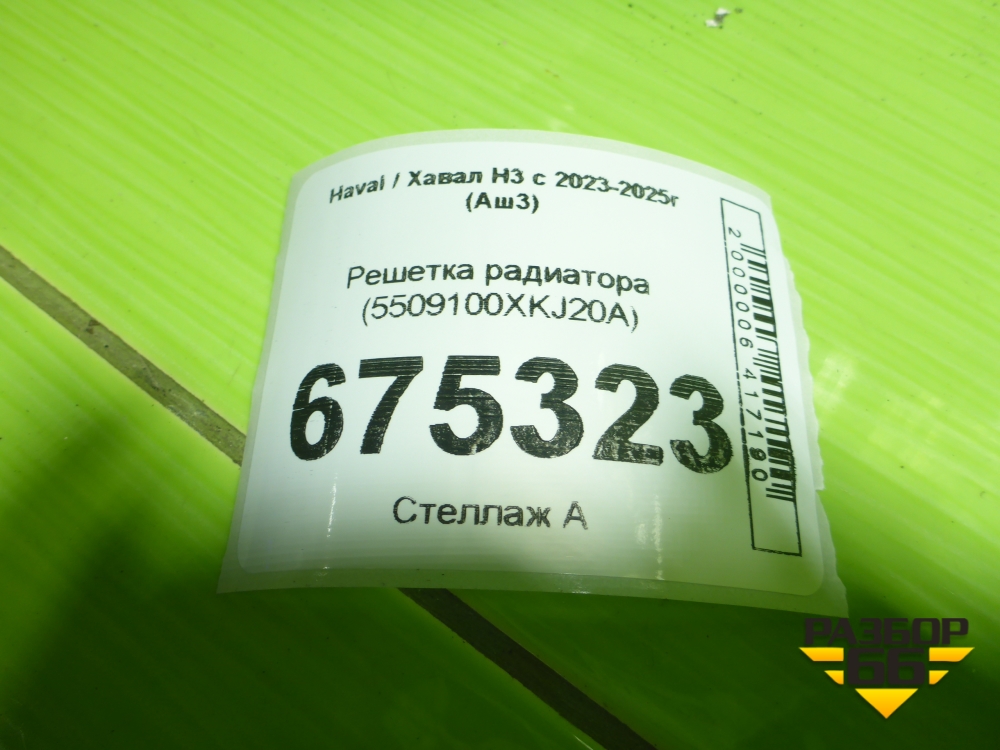 Haval / Хавал H3 с 2023-2025г
(Аш3)
Решетка радиатора
(5509100XKJ20A)
675323
Стеллаж А
2000006417190
РАЗБОР
66